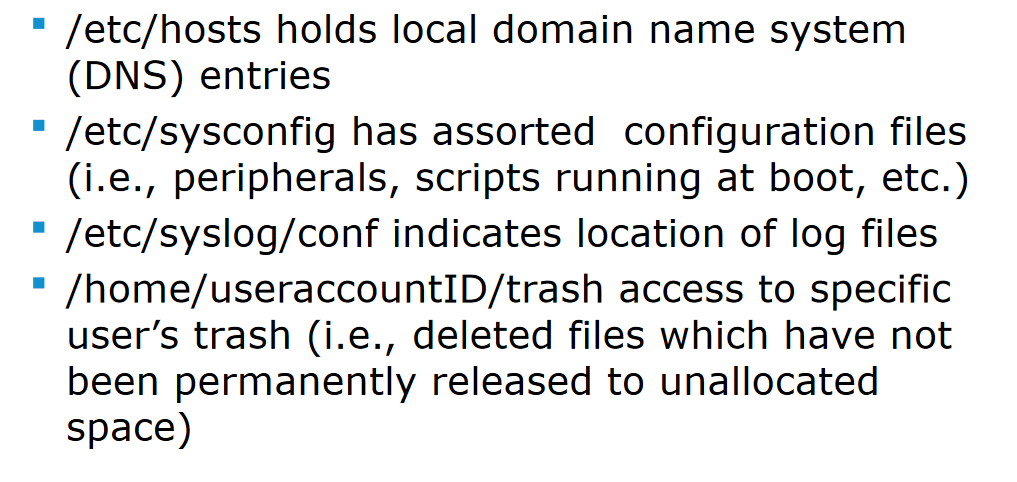 ▪ /etc/hosts holds local domain name system
(DNS) entries
▪ /etc/sysconfig has assorted  configuration files
(i.e., peripherals, scripts running at boot, etc.)
▪ /etc/syslog/conf indicates location of log files
▪ /home/useraccountID/trash access to specific
user’s trash (i.e., deleted files which have not
been permanently released to unallocated
space)